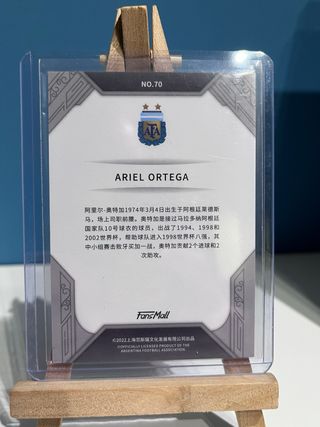 NO.70
AFA
ARIEL ORTEGA
阿里尔·奥特加1974年3月4日出生于阿根廷莱德斯
马，场上司职前腰。奥特加是接过马拉多纳阿根廷
国家队10号球衣的球员，出战了1994、1998和
2002世界杯，帮助球队进入1998世界杯八强，其
中小组赛击败牙买加一战，奥特加贡献2个进球和2
次助攻。
FansMall
©2022上海范斯猫文化发展有限公司出品
OFFICIALLY LICENSED PRODUCT OF THE
ARGENTINA FOOTBALL ASSOCIATION.